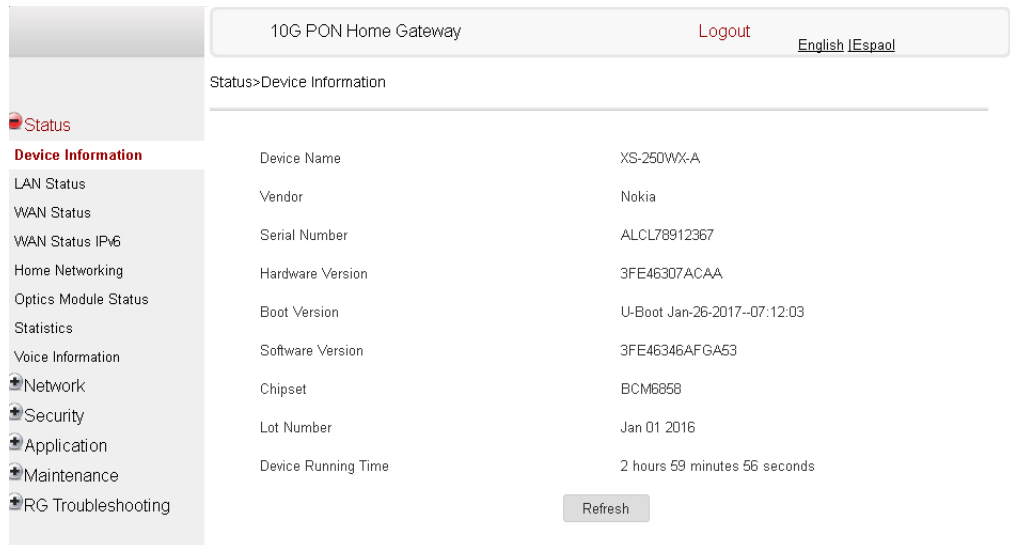 10G PON Home Gateway
Logout
English |Espaol
Status>Device Information
Status
Device Information
LAN Status
WAN Status
WAN Status IPv6
Home Networking
Optics Module Status
Statistics
Voice Information
Network
Security
Application
Maintenance
RG Troubleshooting
Device Name XS-250WX-A
Vendor Nokia
Serial Number ALCL78912367
Hardware Version 3FE46307ACAA
Boot Version U-Boot Jan-26-2017--07:12:03
Software Version 3FE46346AFGA53
Chipset BCM6858
Lot Number Jan 01 2016
Device Running Time 2 hours 59 minutes 56 seconds
Refresh